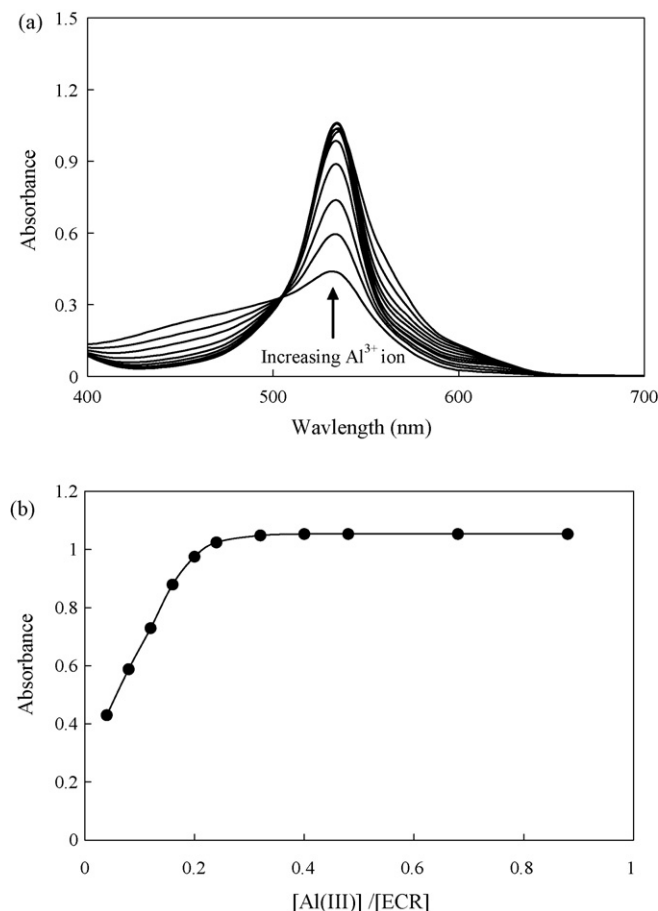 (a)
1.5
1.2
0.9
0.6
0.3
0
Absorbance
Increasing Al³⁺ ion
400 500 600 700
Wavlength (nm)
(b)
1.2
1
0.8
0.6
0.4
0.2
0
Absorbance
0 0.2 0.4 0.6 0.8 1
[Al(III)] /[ECR]